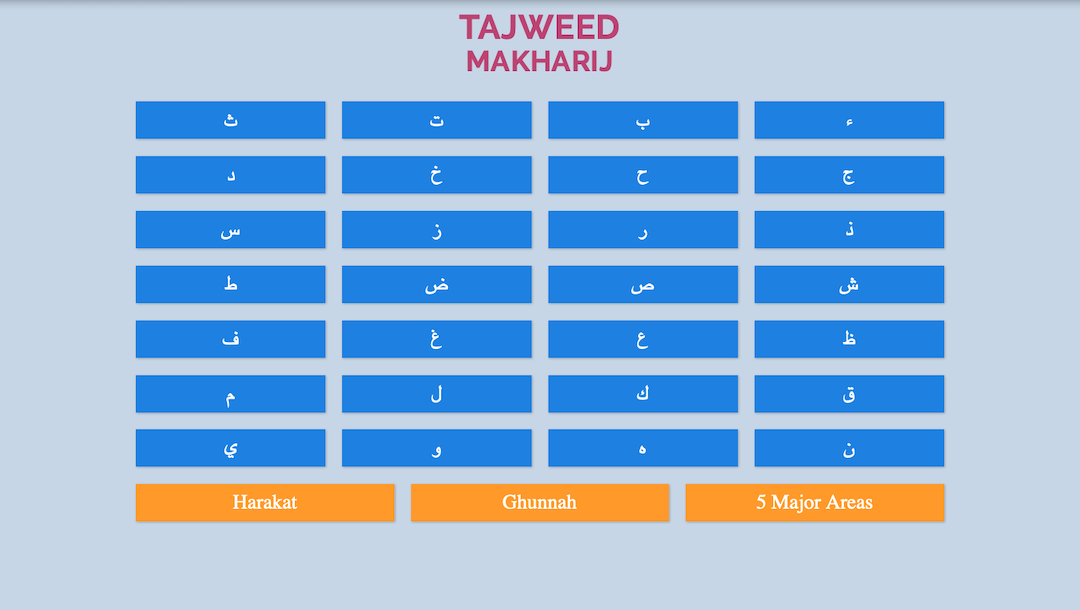 TAJWEED
MAKHARIJ
ء ب ت ث
ج ح خ د
ذ ر ز س
ش ص ض ط
ظ ع غ ف
ق ك ل م
ن ه و ي
Harakat Ghunnah 5 Major Areas